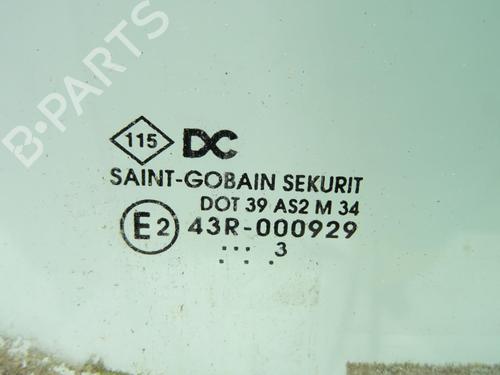 B-PARTS
115 DC
SAINT-GOBAIN SEKURIT
DOT 39 AS2 M 34
E2 43R-000929
... 3
.. .